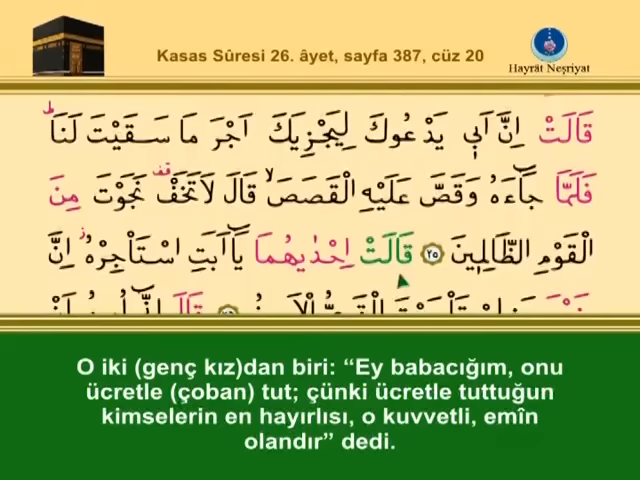 Kasas Sûresi 26. âyet, sayfa 387, cüz 20
Hayrât Neşriyat
قَالَتْ اِنَّ اَب۪ي يَدْعُوكَ لِيَجْزِيَكَ اَجْرَ مَا سَقَيْتَ لَنَاۜ
فَلَمَّا جَٓاءَهُ وَقَصَّ عَلَيْهِ الْقَصَصَۙ قَالَ لَا تَخَفْ۠ نَجَوْتَ مِنَ
الْقَوْمِ الظَّالِم۪ينَ ﴿٢٥﴾ قَالَتْ اِحْدٰيهُمَا يَٓا اَبَتِ اسْتَأْجِرْهُۘ اِنَّ
O iki (genç kız)dan biri: “Ey babacığım, onu
ücretle (çoban) tut; çünki ücretle tuttuğun
kimselerin en hayırlısı, o kuvvetli, emîn
olandır” dedi.